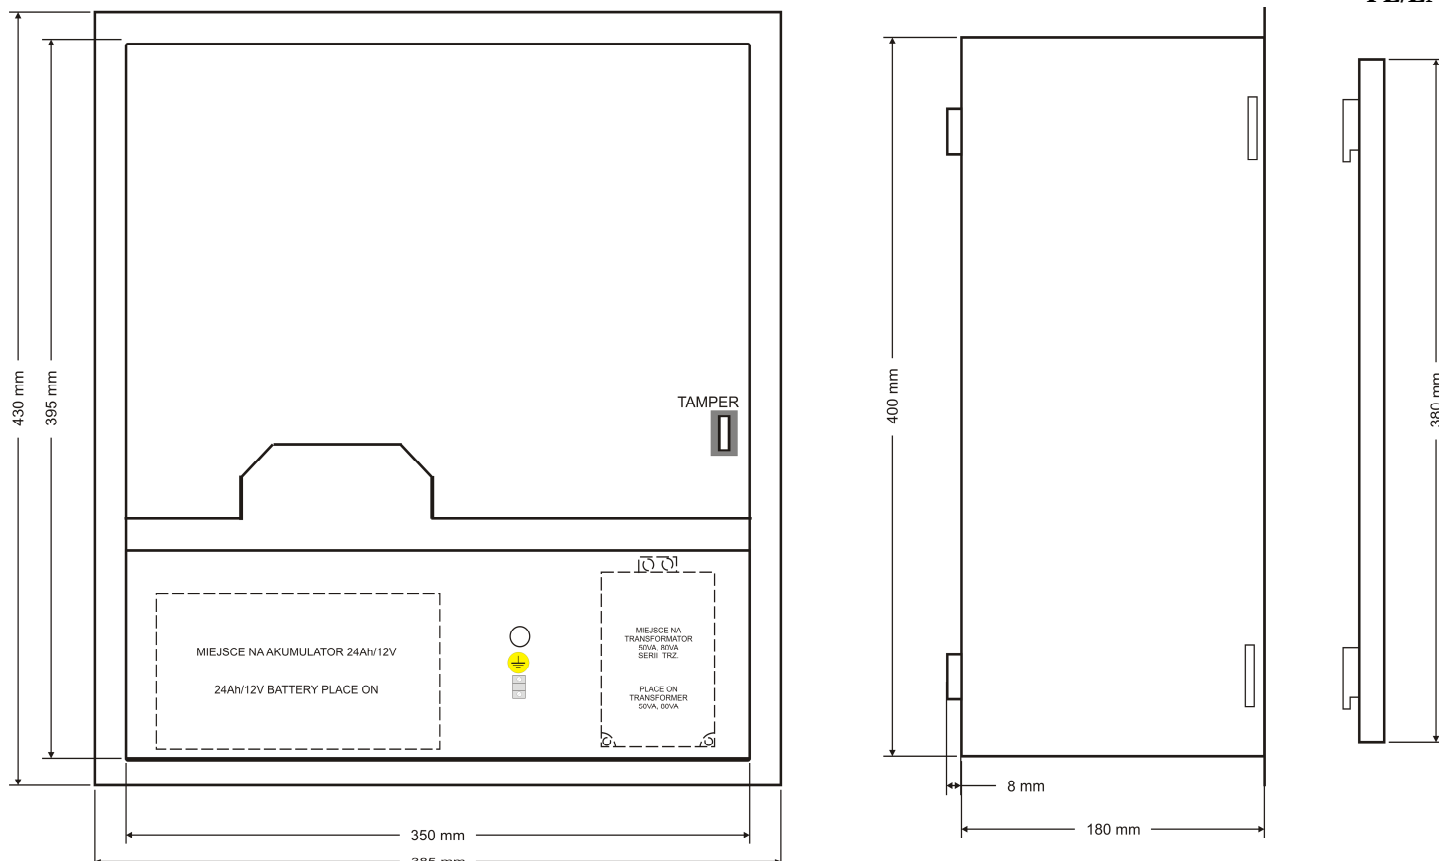 430 mm
395 mm
TAMPER
MIEJSCE NA AKUMULATOR 24Ah/12V
24Ah/12V BATTERY PLACE ON
MIEJSCE NA
TRANSFORMATOR
50VA, 80VA
SERII TRZ.
PLACE ON
TRANSFORMER
50VA, 80VA
350 mm
385 mm
400 mm
8 mm
180 mm
380 mm